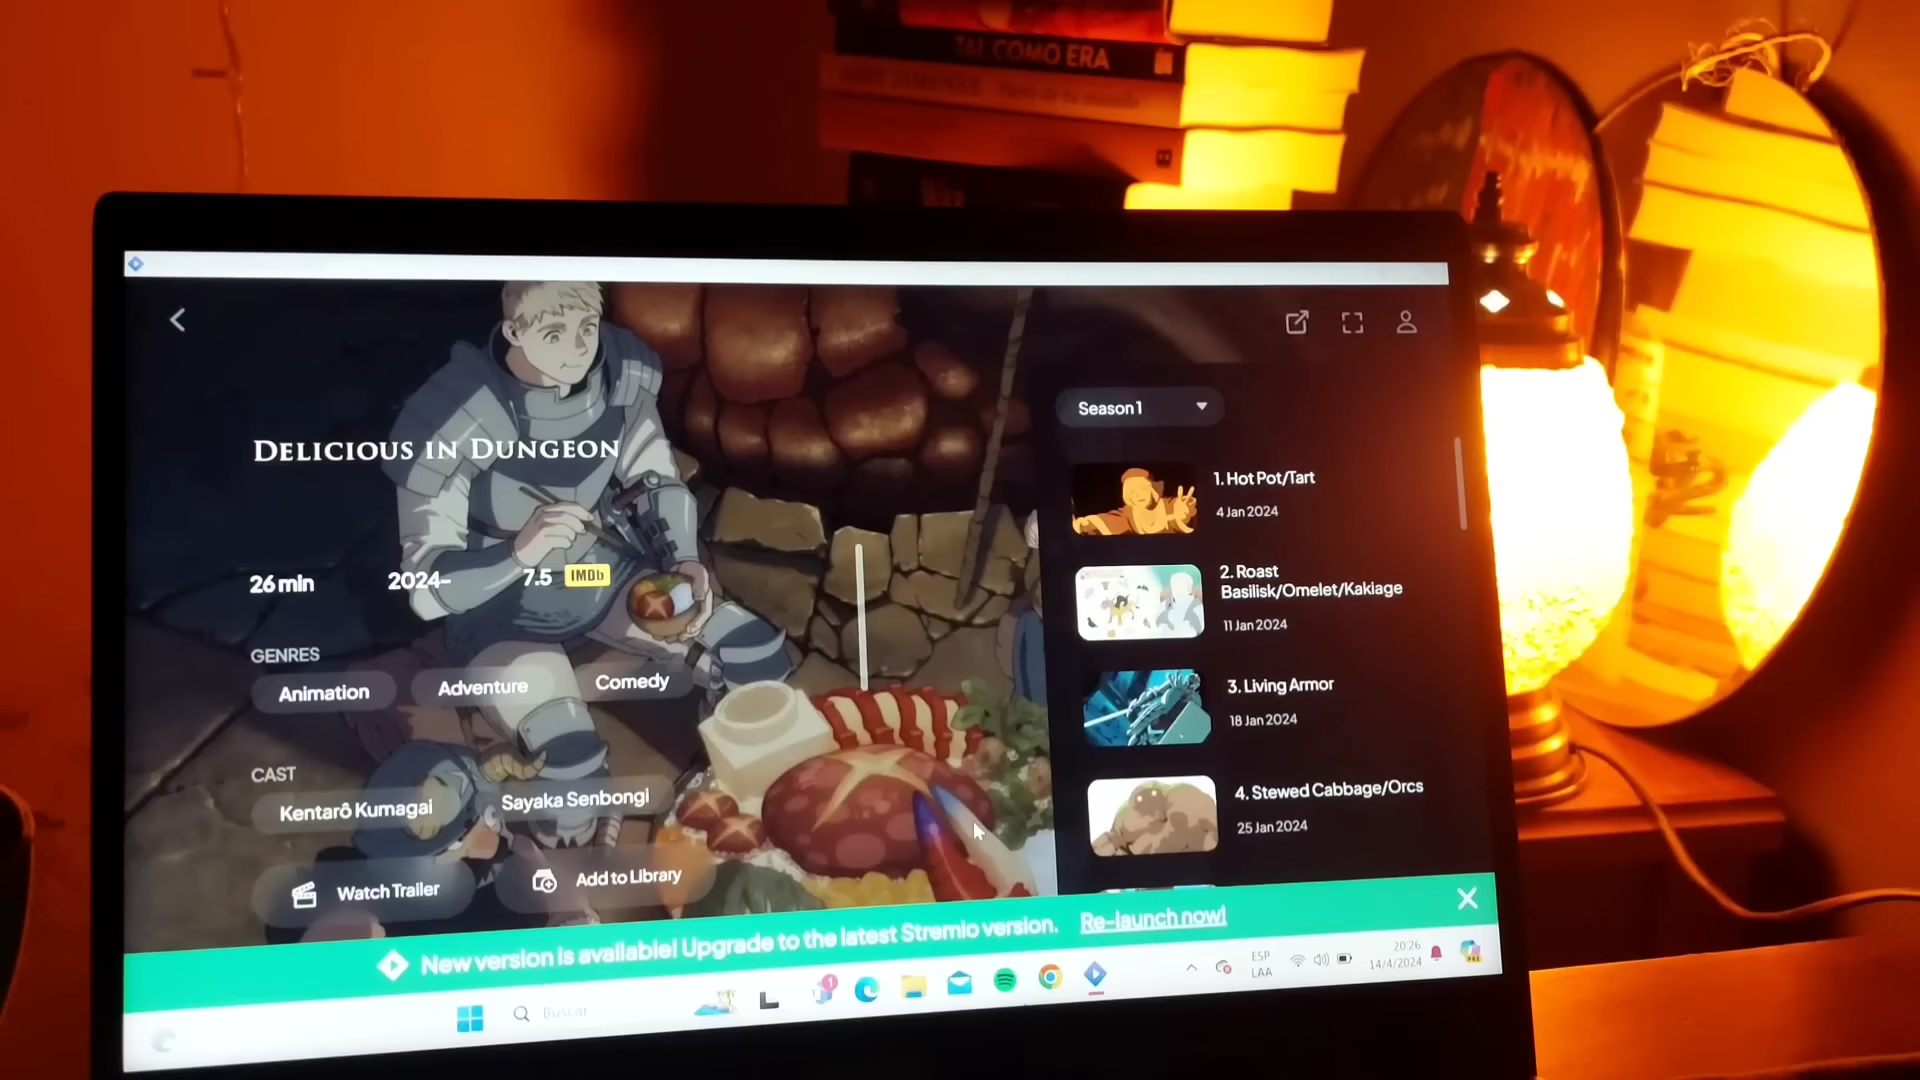 TAL COMO ERA
DELICIOUS IN DUNGEON
26 min 2024– 7.5 IMDb
GENRES
Animation Adventure Comedy
CAST
Kentarô Kumagai Sayaka Senbongi
Watch Trailer Add to Library
Season 1
1. Hot Pot/Tart
4 Jan 2024
2. Roast
Basilisk/Omelet/Kakiage
11 Jan 2024
3. Living Armor
18 Jan 2024
4. Stewed Cabbage/Orcs
25 Jan 2024
New version is available! Upgrade to the latest Stremio version. Re-launch now!
Buscar
1
ESP
LAA
20:26
14/4/2024